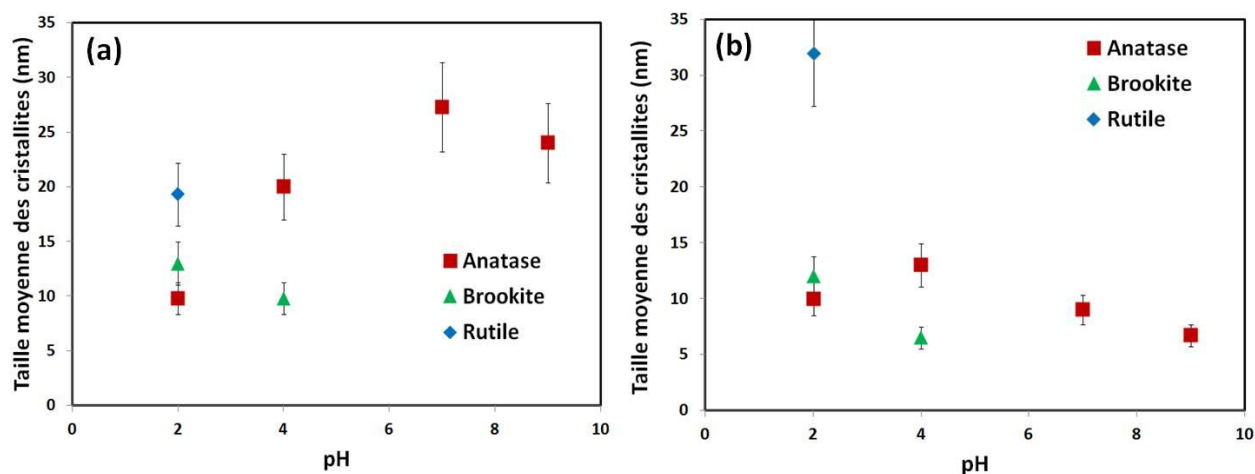 (a)
Taille moyenne des cristallites (nm)
35
30
25
20
15
10
5
0
0 2 4 6 8 10
pH
Anatase
Brookite
Rutile
(b)
Taille moyenne des cristallites (nm)
35
30
25
20
15
10
5
0
0 2 4 6 8 10
pH
Anatase
Brookite
Rutile